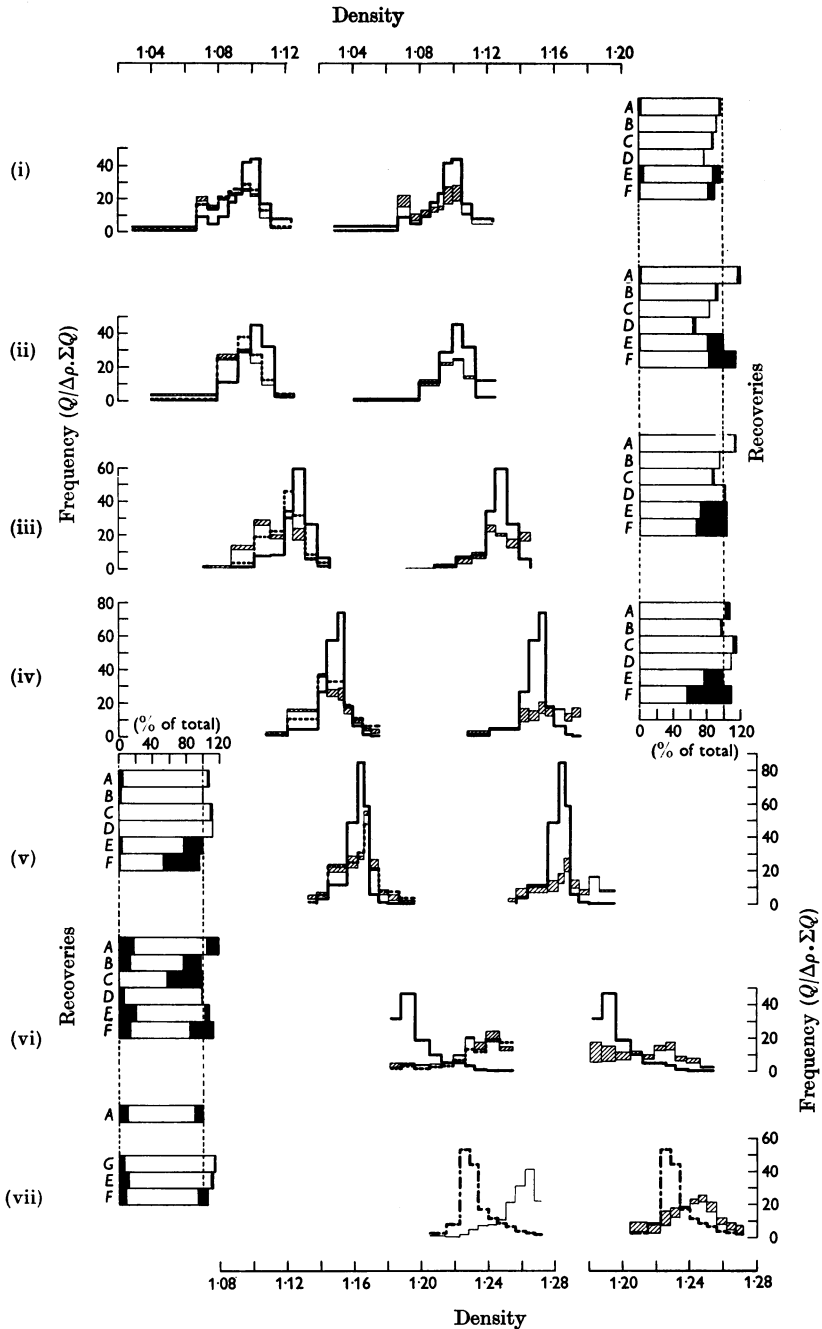 Density
1·04 1·08 1·12 1·04 1·08 1·12 1·16 1·20
(i)
40
20
0
A
B
C
D
E
F
(ii)
40
20
0
A
B
C
D
E
F
Frequency (Q/Δρ.ΣQ)
Recoveries
(iii)
60
40
20
0
A
B
C
D
E
F
(iv)
80
60
40
20
0
A
B
C
D
E
F
0 40 80 120
(% of total)
(% of total)
0 40 80 120
(v)
A
B
C
D
E
F
80
60
40
20
0
Recoveries
Frequency (Q/Δρ.ΣQ)
(vi)
A
B
C
D
E
F
40
20
0
(vii)
A
G
E
F
60
40
20
0
1·08 1·12 1·16 1·20 1·24 1·28 1·20 1·24 1·28
Density